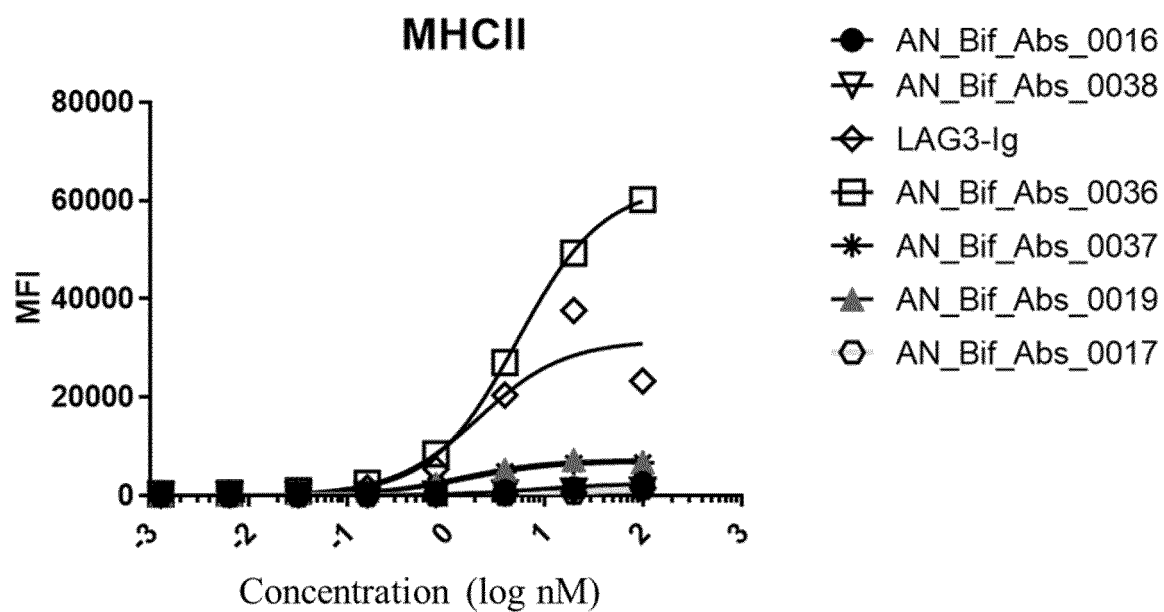 MHCII
80000
60000
40000
20000
0
MFI
-3
-2
-1
0
1
2
3
Concentration (log nM)
AN_Bif_Abs_0016
AN_Bif_Abs_0038
LAG3-Ig
AN_Bif_Abs_0036
AN_Bif_Abs_0037
AN_Bif_Abs_0019
AN_Bif_Abs_0017